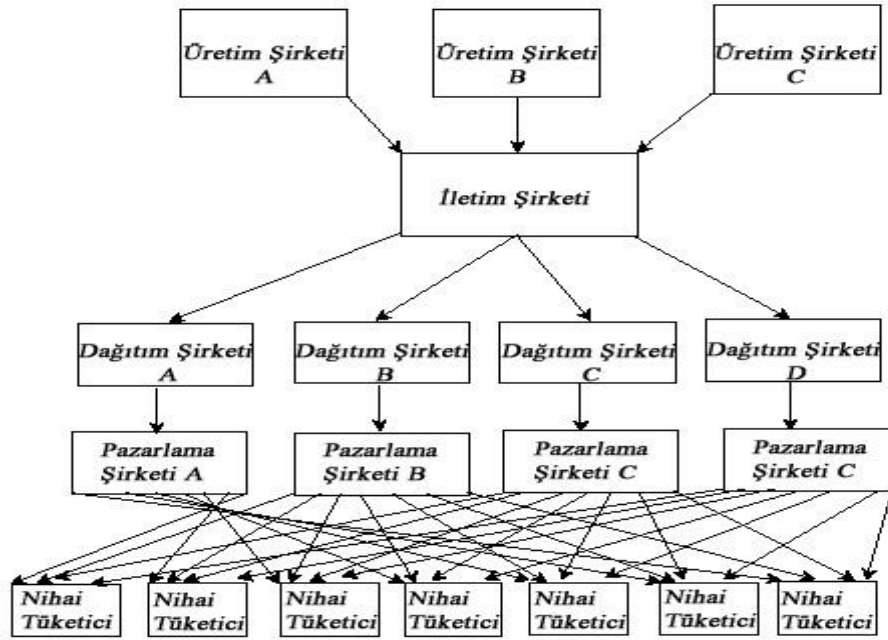 Üretim Şirketi
A
Üretim Şirketi
B
Üretim Şirketi
C
İletim Şirketi
Dağıtım Şirketi
A
Dağıtım Şirketi
B
Dağıtım Şirketi
C
Dağıtım Şirketi
D
Pazarlama
Şirketi A
Pazarlama
Şirketi B
Pazarlama
Şirketi C
Pazarlama
Şirketi C
Nihai
Tüketici
Nihai
Tüketici
Nihai
Tüketici
Nihai
Tüketici
Nihai
Tüketici
Nihai
Tüketici
Nihai
Tüketici